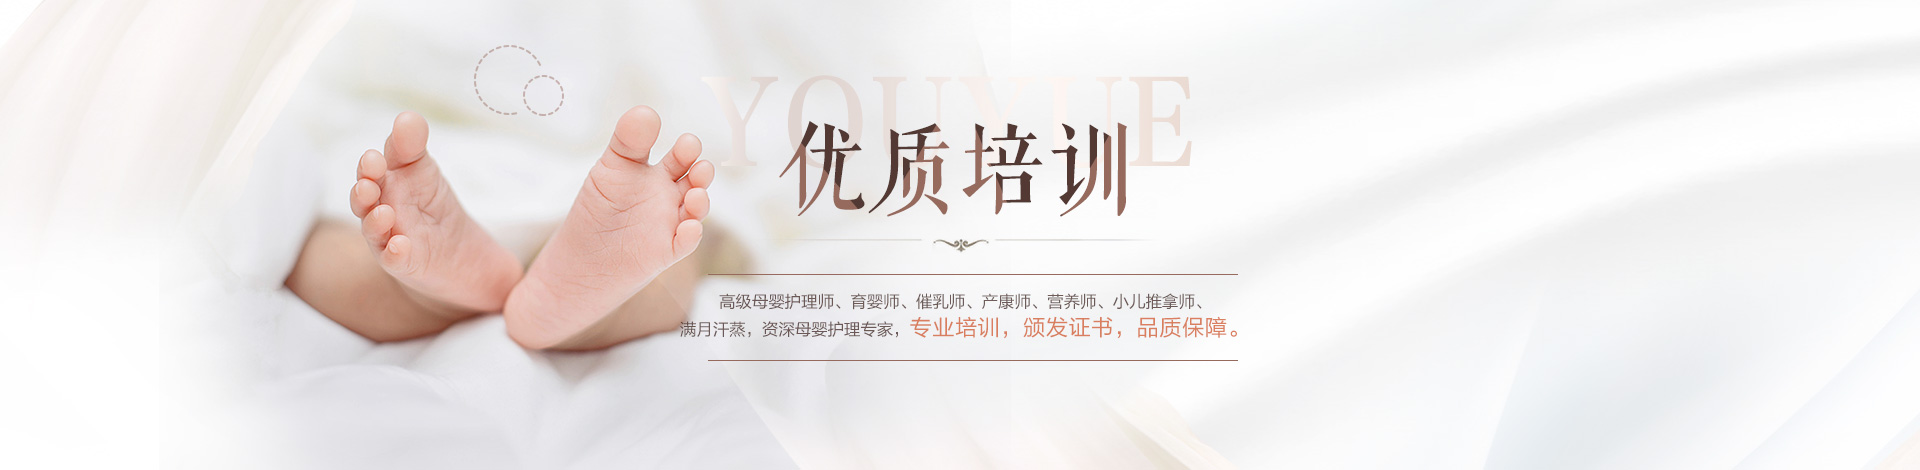 YOUYUE
优质培训
高级母婴护理师、育婴师、催乳师、产康师、营养师、小儿推拿师、
满月汗蒸，资深母婴护理专家，专业培训，颁发证书，品质保障。